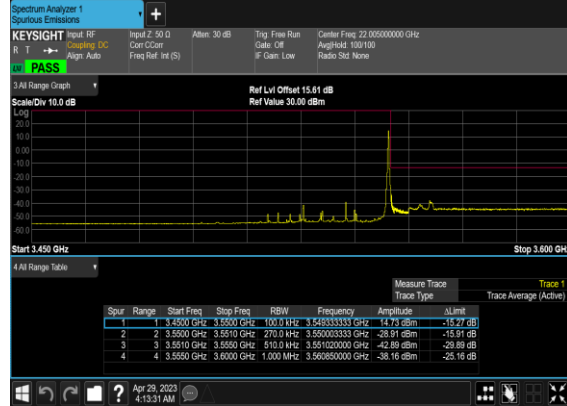 Spectrum Analyzer 1
Spurious Emissions
+
KEYSIGHT Input: RF Input Z: 50 Ω Atten: 30 dB Trig: Free Run Center Freq: 22.005000000 GHz
R T Coupling: DC Corr CCorr Gate: Off Avg|Hold: 100/100
Align: Auto Freq Ref: Int (S) IF Gain: Low Radio Std: None
PASS
3 All Range Graph Ref Lvl Offset 15.61 dB
Scale/Div 10.0 dB Ref Value 30.00 dBm
Log
20.0
10.0
0.00
-10.0
-20.0
-30.0
-40.0
-50.0
-60.0
Start 3.450 GHz Stop 3.600 GHz
4 All Range Table
Measure Trace Trace 1
Trace Type Trace Average (Active)
Spur Range Start Freq Stop Freq RBW Frequency Amplitude ΔLimit
1 1 3.4500 GHz 3.5500 GHz 100.0 kHz 3.549333333 GHz 14.73 dBm -15.27 dB
2 2 3.5500 GHz 3.5510 GHz 270.0 kHz 3.550003333 GHz -28.91 dBm -15.91 dB
3 3 3.5510 GHz 3.5550 GHz 510.0 kHz 3.551020000 GHz -42.89 dBm -29.89 dB
4 4 3.5550 GHz 3.6000 GHz 1.000 MHz 3.560850000 GHz -38.16 dBm -25.16 dB
? Apr 29, 2023
4:13:31 AM